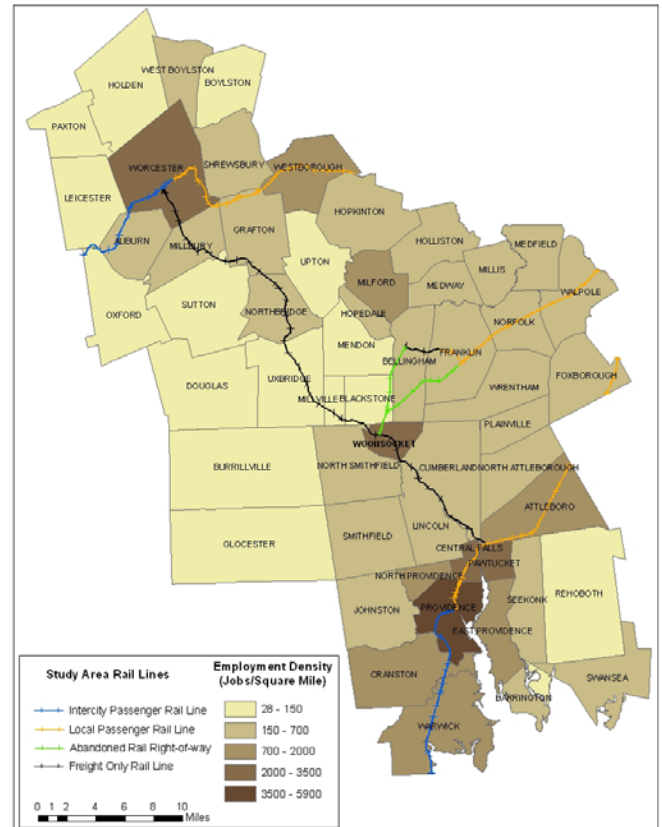 WEST BOYLSTON
HOLDEN
BOYLSTON
PAXTON
WORCESTER
SHREWSBURY
WESTBOROUGH
LEICESTER
HOPKINTON
AUBURN
MILLBURY
GRAFTON
HOLLISTON
MEDFIELD
UPTON
MILLIS
MILFORD
MEDWAY
WALPOLE
OXFORD
SUTTON
NORTHBRIDGE
HOPEDALE
NORFOLK
MENDON
BELLINGHAM
FRANKLIN
DOUGLAS
UXBRIDGE
FOXBOROUGH
MILLVILLE
BLACKSTONE
WRENTHAM
PLAINVILLE
WOONSOCKET
BURRILLVILLE
NORTH SMITHFIELD
CUMBERLAND
NORTH ATTLEBOROUGH
ATTLEBORO
GLOCESTER
SMITHFIELD
LINCOLN
CENTRAL FALLS
PAWTUCKET
NORTH PROVIDENCE
REHOBOTH
SEEKONK
JOHNSTON
PROVIDENCE
EAST PROVIDENCE
CRANSTON
SWANSEA
BARRINGTON
WARWICK
Study Area Rail Lines
Intercity Passenger Rail Line
Local Passenger Rail Line
Abandoned Rail Right-of-way
Freight Only Rail Line
0 1 2 4 6 8 10
Miles
Employment Density
(Jobs/Square Mile)
28 - 150
150 - 700
700 - 2000
2000 - 3500
3500 - 5900